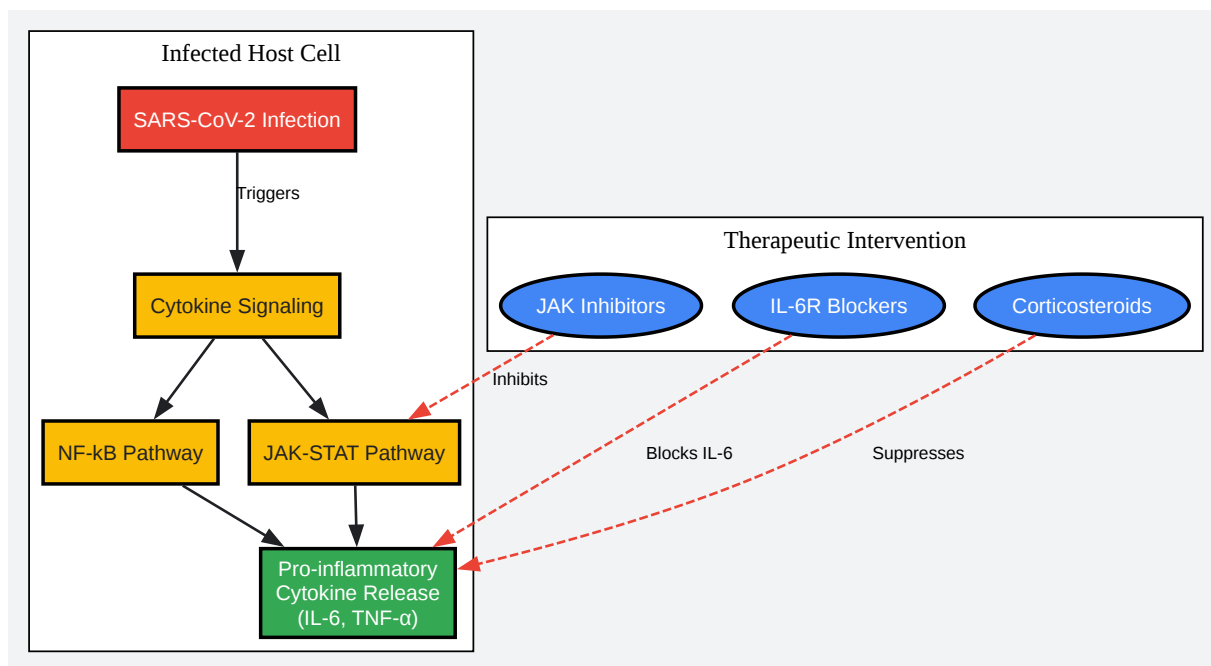 Infected Host Cell
SARS-CoV-2 Infection
Triggers
Cytokine Signaling
NF-kB Pathway
JAK-STAT Pathway
Pro-inflammatory
Cytokine Release
(IL-6, TNF-α)
Therapeutic Intervention
JAK Inhibitors
IL-6R Blockers
Corticosteroids
Inhibits
Blocks IL-6
Suppresses